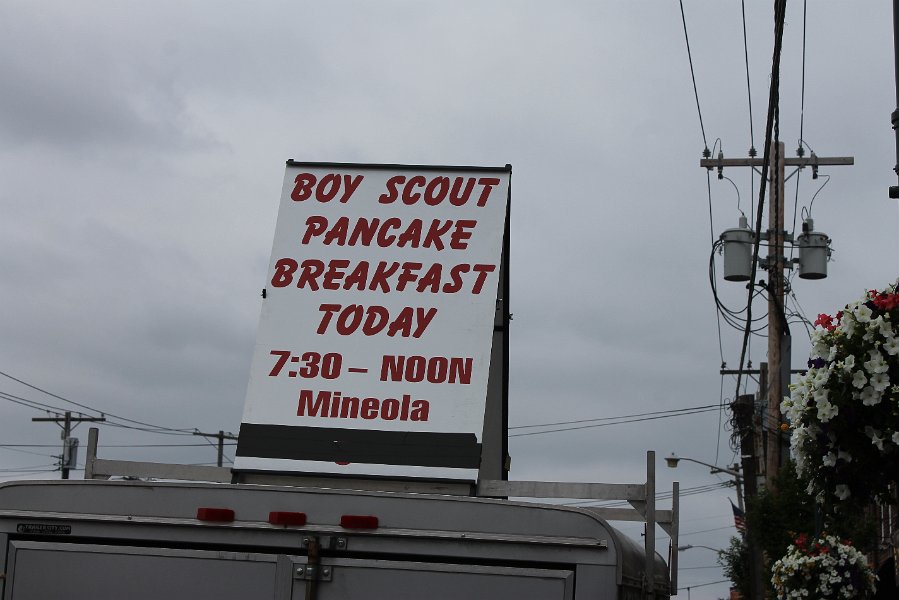 BOY SCOUT
PANCAKE
BREAKFAST
TODAY
7:30 – NOON
Mineola